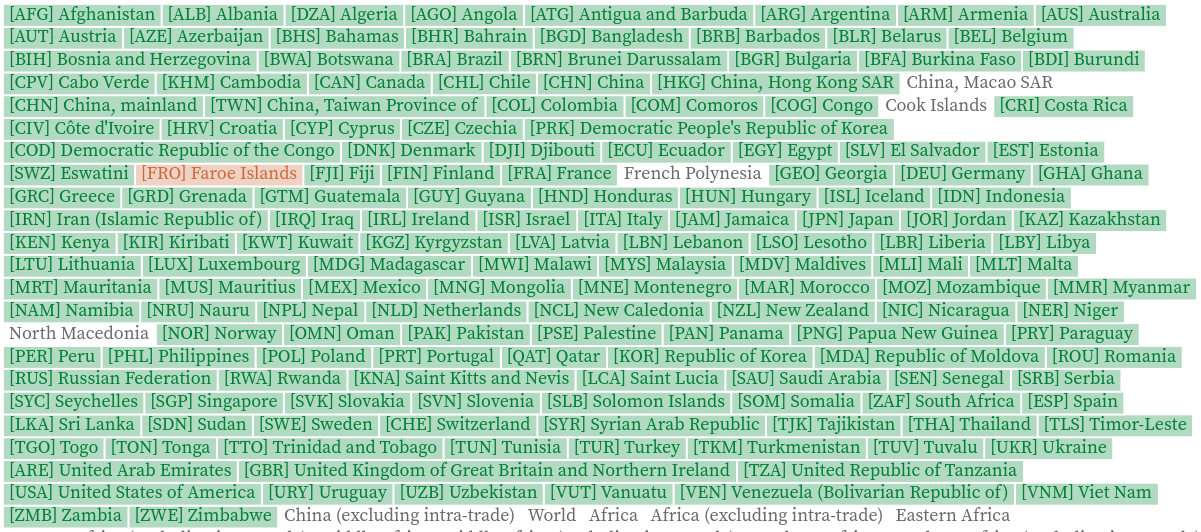 [AFG] Afghanistan [ALB] Albania [DZA] Algeria [AGO] Angola [ATG] Antigua and Barbuda [ARG] Argentina [ARM] Armenia [AUS] Australia
[AUT] Austria [AZE] Azerbaijan [BHS] Bahamas [BHR] Bahrain [BGD] Bangladesh [BRB] Barbados [BLR] Belarus [BEL] Belgium
[BIH] Bosnia and Herzegovina [BWA] Botswana [BRA] Brazil [BRN] Brunei Darussalam [BGR] Bulgaria [BFA] Burkina Faso [BDI] Burundi
[CPV] Cabo Verde [KHM] Cambodia [CAN] Canada [CHL] Chile [CHN] China [HKG] China, Hong Kong SAR China, Macao SAR
[CHN] China, mainland [TWN] China, Taiwan Province of [COL] Colombia [COM] Comoros [COG] Congo Cook Islands [CRI] Costa Rica
[CIV] Côte d'Ivoire [HRV] Croatia [CYP] Cyprus [CZE] Czechia [PRK] Democratic People's Republic of Korea
[COD] Democratic Republic of the Congo [DNK] Denmark [DJI] Djibouti [ECU] Ecuador [EGY] Egypt [SLV] El Salvador [EST] Estonia
[SWZ] Eswatini [FRO] Faroe Islands [FJI] Fiji [FIN] Finland [FRA] France French Polynesia [GEO] Georgia [DEU] Germany [GHA] Ghana
[GRC] Greece [GRD] Grenada [GTM] Guatemala [GUY] Guyana [HND] Honduras [HUN] Hungary [ISL] Iceland [IDN] Indonesia
[IRN] Iran (Islamic Republic of) [IRQ] Iraq [IRL] Ireland [ISR] Israel [ITA] Italy [JAM] Jamaica [JPN] Japan [JOR] Jordan [KAZ] Kazakhstan
[KEN] Kenya [KIR] Kiribati [KWT] Kuwait [KGZ] Kyrgyzstan [LVA] Latvia [LBN] Lebanon [LSO] Lesotho [LBR] Liberia [LBY] Libya
[LTU] Lithuania [LUX] Luxembourg [MDG] Madagascar [MWI] Malawi [MYS] Malaysia [MDV] Maldives [MLI] Mali [MLT] Malta
[MRT] Mauritania [MUS] Mauritius [MEX] Mexico [MNG] Mongolia [MNE] Montenegro [MAR] Morocco [MOZ] Mozambique [MMR] Myanmar
[NAM] Namibia [NRU] Nauru [NPL] Nepal [NLD] Netherlands [NCL] New Caledonia [NZL] New Zealand [NIC] Nicaragua [NER] Niger
North Macedonia [NOR] Norway [OMN] Oman [PAK] Pakistan [PSE] Palestine [PAN] Panama [PNG] Papua New Guinea [PRY] Paraguay
[PER] Peru [PHL] Philippines [POL] Poland [PRT] Portugal [QAT] Qatar [KOR] Republic of Korea [MDA] Republic of Moldova [ROU] Romania
[RUS] Russian Federation [RWA] Rwanda [KNA] Saint Kitts and Nevis [LCA] Saint Lucia [SAU] Saudi Arabia [SEN] Senegal [SRB] Serbia
[SYC] Seychelles [SGP] Singapore [SVK] Slovakia [SVN] Slovenia [SLB] Solomon Islands [SOM] Somalia [ZAF] South Africa [ESP] Spain
[LKA] Sri Lanka [SDN] Sudan [SWE] Sweden [CHE] Switzerland [SYR] Syrian Arab Republic [TJK] Tajikistan [THA] Thailand [TLS] Timor-Leste
[TGO] Togo [TON] Tonga [TTO] Trinidad and Tobago [TUN] Tunisia [TUR] Turkey [TKM] Turkmenistan [TUV] Tuvalu [UKR] Ukraine
[ARE] United Arab Emirates [GBR] United Kingdom of Great Britain and Northern Ireland [TZA] United Republic of Tanzania
[USA] United States of America [URY] Uruguay [UZB] Uzbekistan [VUT] Vanuatu [VEN] Venezuela (Bolivarian Republic of) [VNM] Viet Nam
[ZMB] Zambia [ZWE] Zimbabwe China (excluding intra-trade) World Africa Africa (excluding intra-trade) Eastern Africa